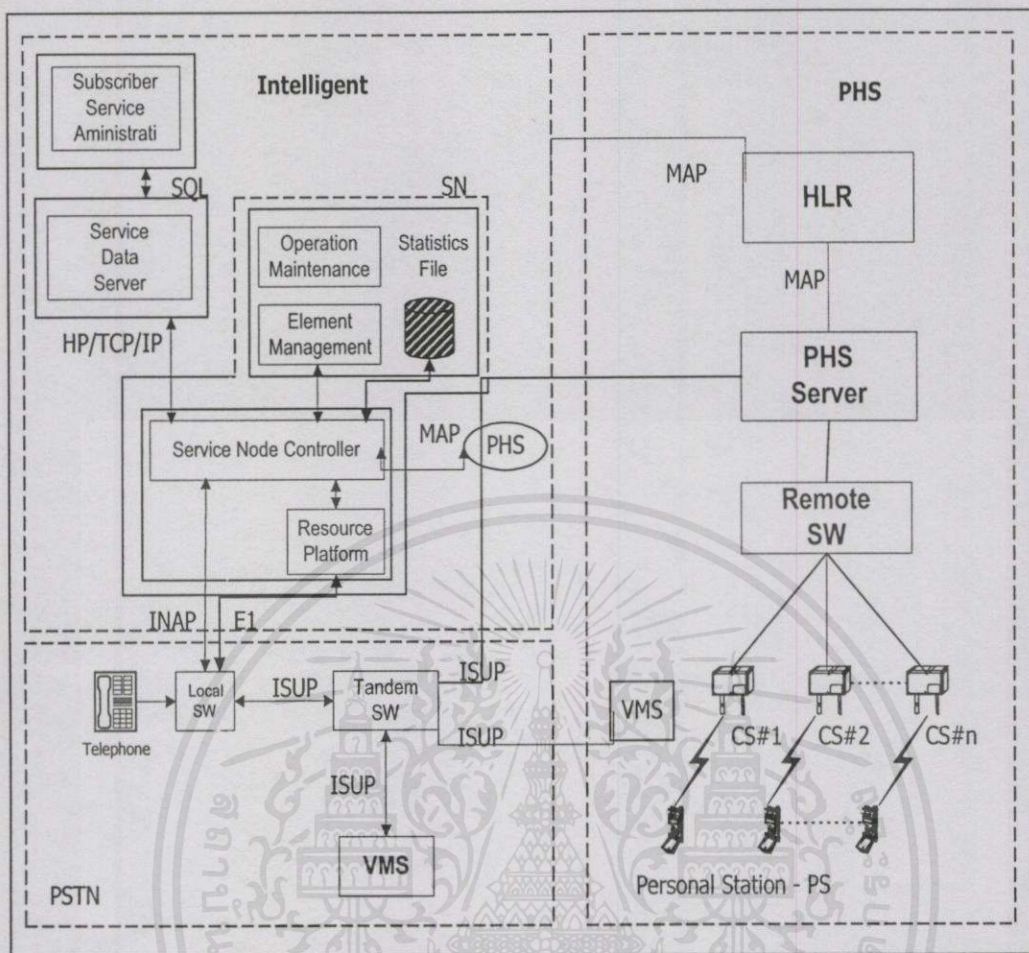 Intelligent
Subscriber
Service
Aministrati
SQL
Service
Data
Server
HP/TCP/IP
SN
Operation
Maintenance
Statistics
File
Element
Management
Service Node Controller
MAP
PHS
Resource
Platform
INAP
E1
PHS
MAP
HLR
MAP
PHS
Server
Remote
SW
CS#1
CS#2
CS#n
Personal Station - PS
Telephone
Local
SW
ISUP
Tandem
SW
ISUP
ISUP
VMS
ISUP
VMS
PSTN